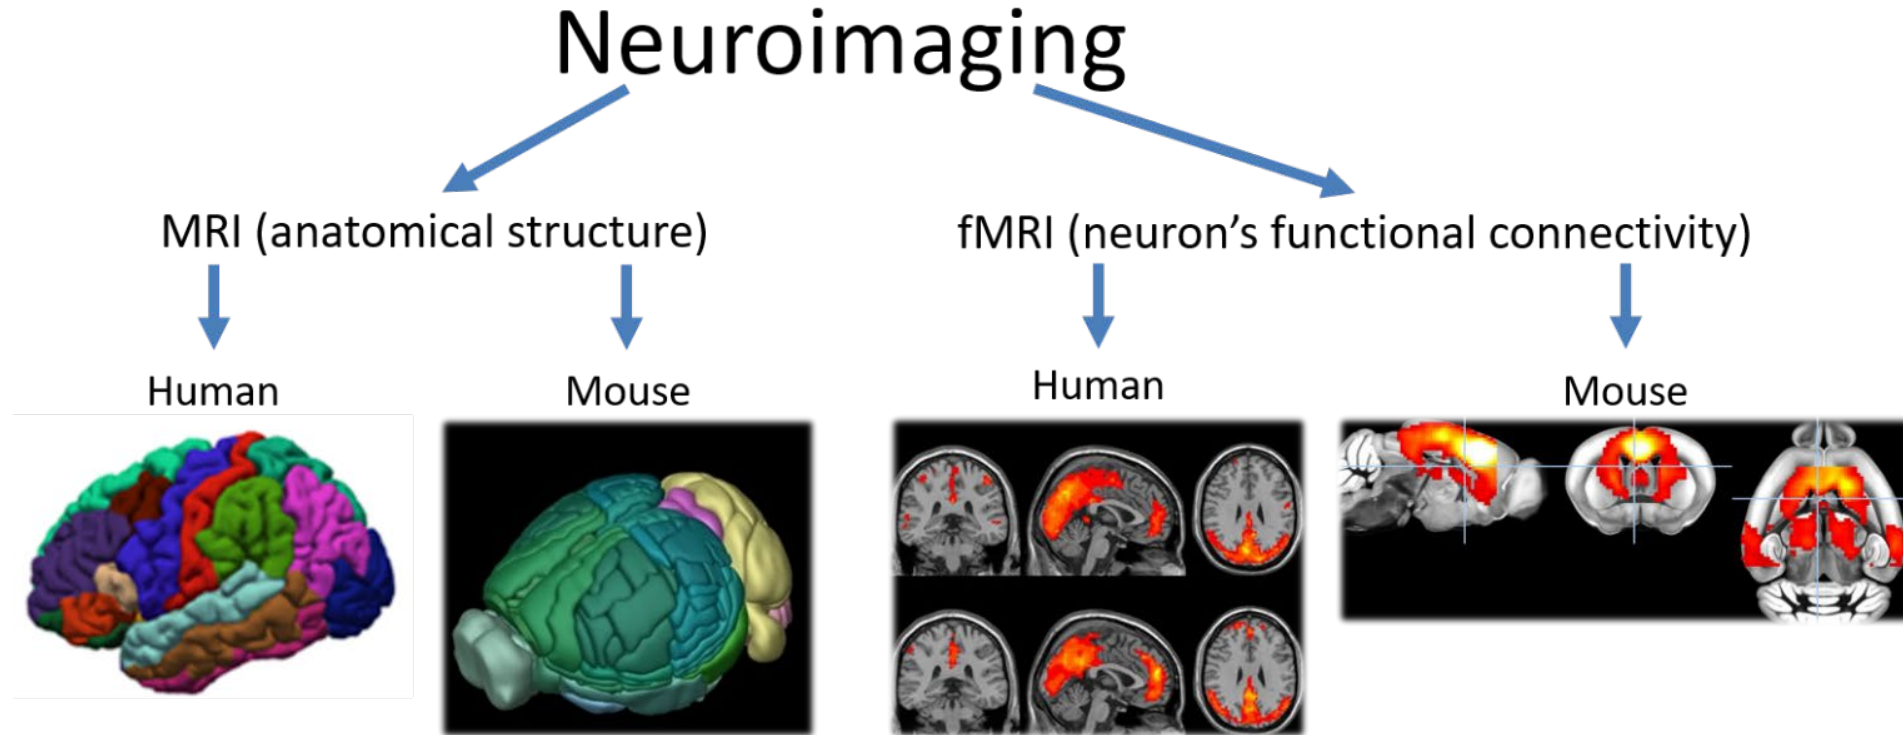 Neuroimaging
MRI (anatomical structure)
fMRI (neuron’s functional connectivity)
Human
Mouse
Human
Mouse